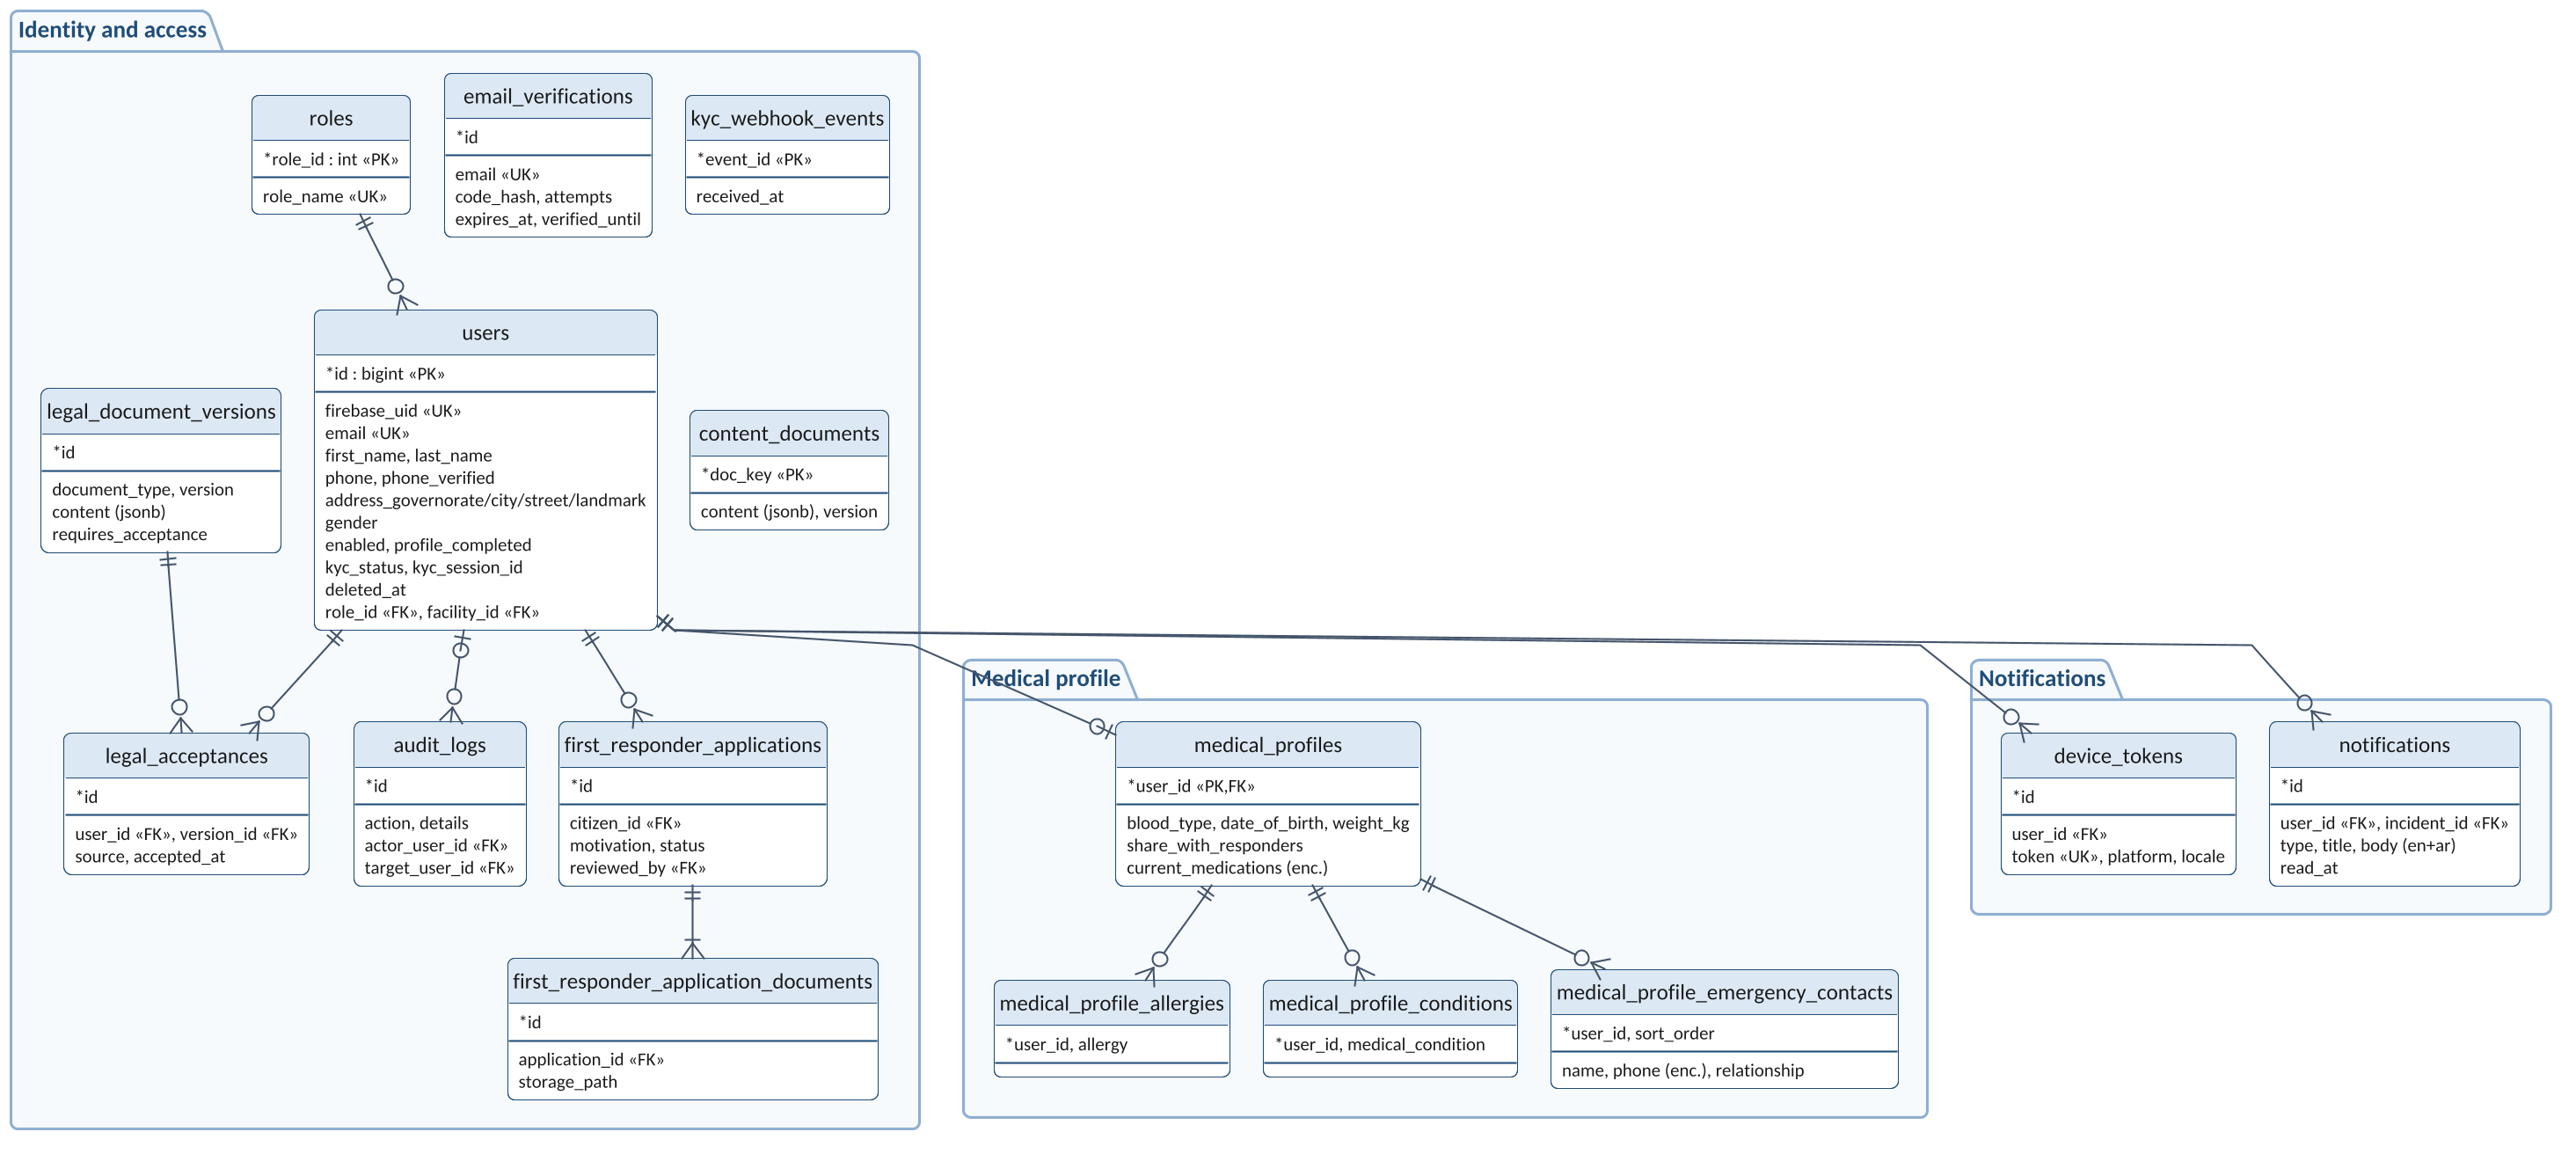 Identity and access
roles
*role_id : int «PK»
role_name «UK»
email_verifications
*id
email «UK»
code_hash, attempts
expires_at, verified_until
kyc_webhook_events
*event_id «PK»
received_at
users
*id : bigint «PK»
firebase_uid «UK»
email «UK»
first_name, last_name
phone, phone_verified
address_governorate/city/street/landmark
gender
enabled, profile_completed
kyc_status, kyc_session_id
deleted_at
role_id «FK», facility_id «FK»
legal_document_versions
*id
document_type, version
content (jsonb)
requires_acceptance
content_documents
*doc_key «PK»
content (jsonb), version
legal_acceptances
*id
user_id «FK», version_id «FK»
source, accepted_at
audit_logs
*id
action, details
actor_user_id «FK»
target_user_id «FK»
first_responder_applications
*id
citizen_id «FK»
motivation, status
reviewed_by «FK»
first_responder_application_documents
*id
application_id «FK»
storage_path
Medical profile
medical_profiles
*user_id «PK,FK»
blood_type, date_of_birth, weight_kg
share_with_responders
current_medications (enc.)
medical_profile_allergies
*user_id, allergy
medical_profile_conditions
*user_id, medical_condition
medical_profile_emergency_contacts
*user_id, sort_order
name, phone (enc.), relationship
Notifications
device_tokens
*id
user_id «FK»
token «UK», platform, locale
notifications
*id
user_id «FK», incident_id «FK»
type, title, body (en+ar)
read_at